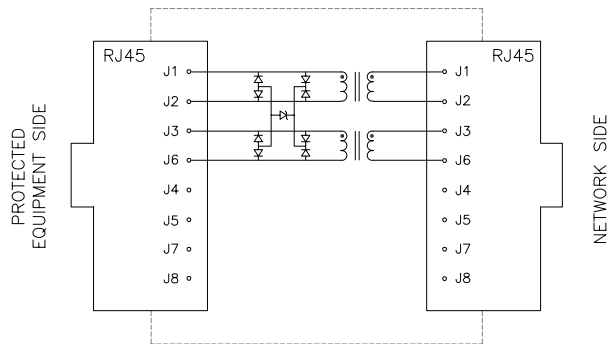 RJ45
J1
J2
J3
J6
J4
J5
J7
J8
PROTECTED
EQUIPMENT SIDE
RJ45
J1
J2
J3
J6
J4
J5
J7
J8
NETWORK SIDE